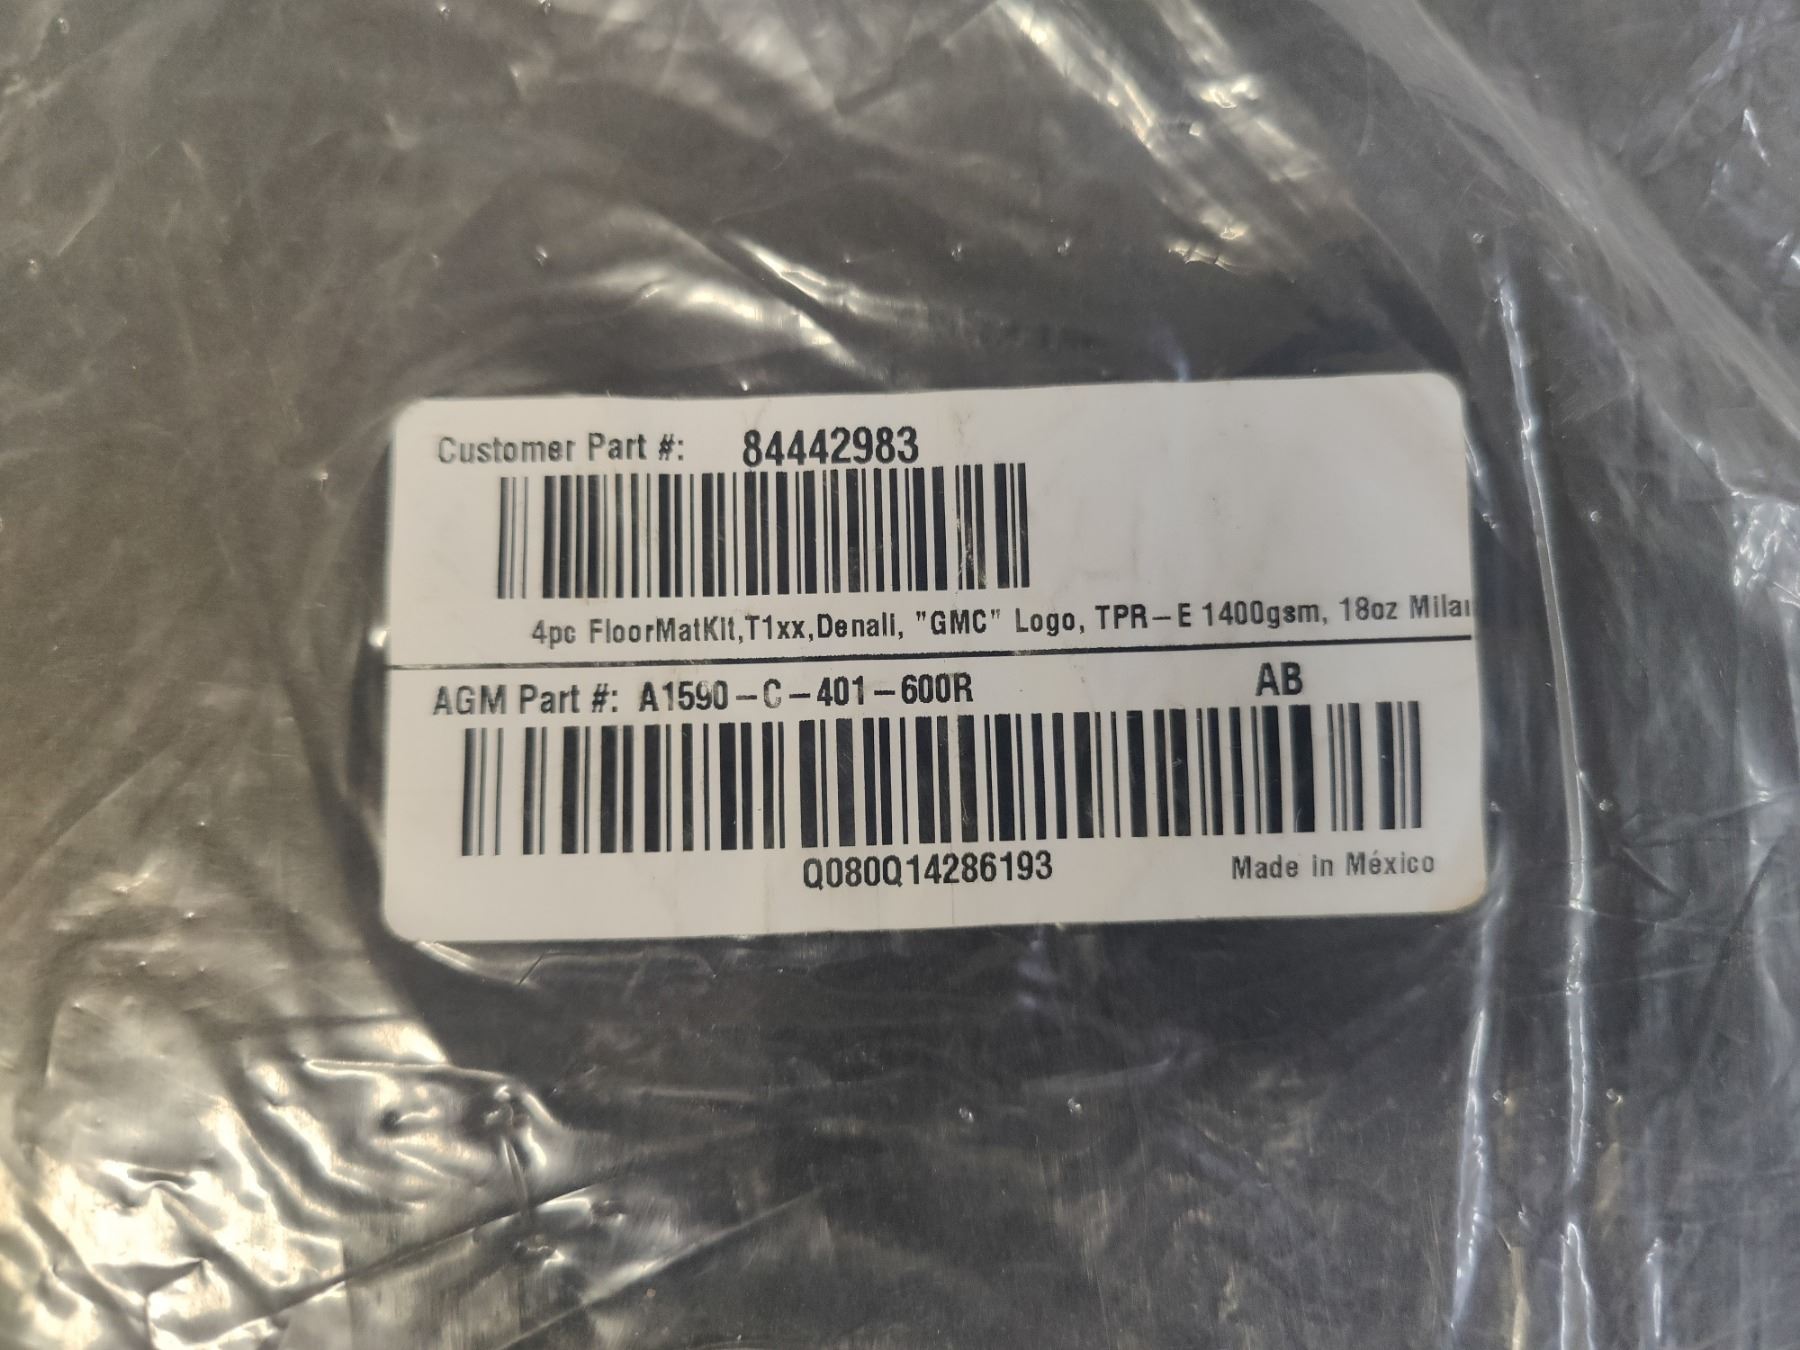 Customer Part #: 84442983
4pc FloorMatKit,T1xx,Denali, "GMC" Logo, TPR-E 1400gsm, 18oz
AGM Part #: A1590-C-401-600R AB
Q080Q14286193 Made in México